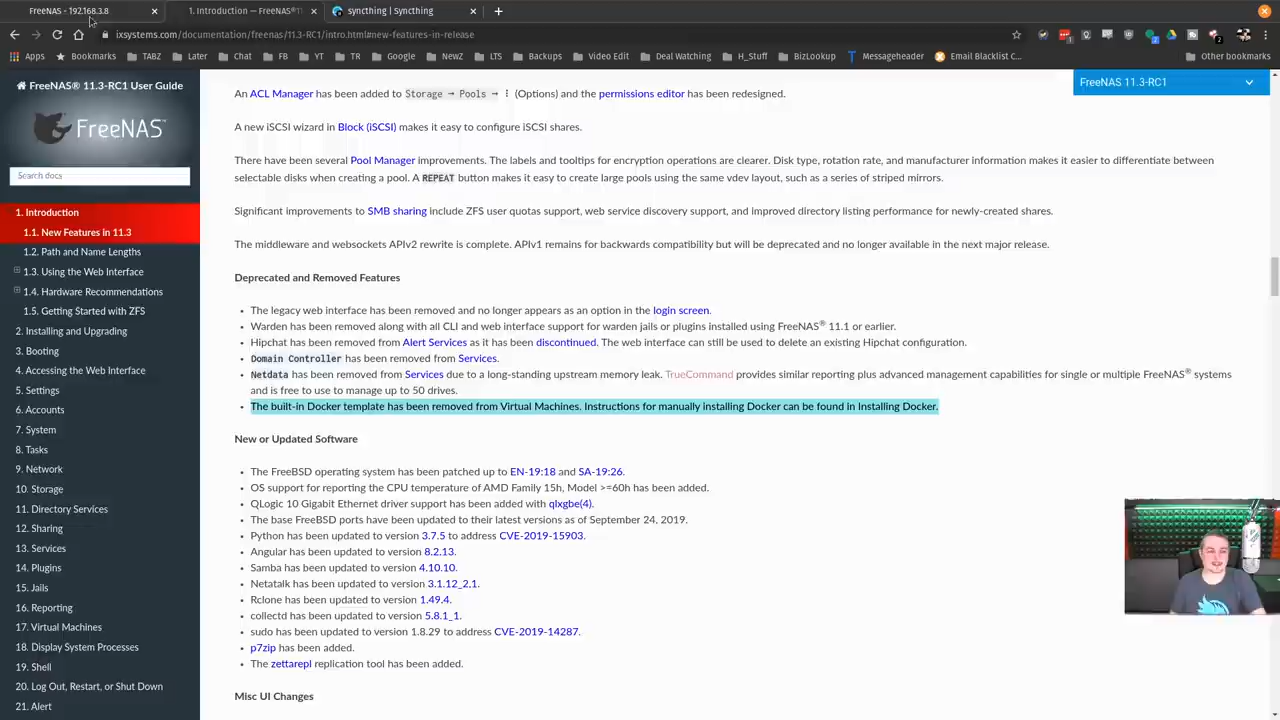 FreeNAS - 192.168.3.8
1. Introduction — FreeNAS®
syncthing | Syncthing
ixsystems.com/documentation/freenas/11.3-RC1/intro.html#new-features-in-release
Apps
Bookmarks
TABZ
Later
Chat
FB
YT
TR
Google
NewZ
LTS
Backups
Video Edit
Deal Watching
H_Stuff
BizLookup
Messageheader
Email Blacklist C...
Other bookmarks
FreeNAS® 11.3-RC1 User Guide
FreeNAS
Search docs
1. Introduction
1.1. New Features in 11.3
1.2. Path and Name Lengths
1.3. Using the Web Interface
1.4. Hardware Recommendations
1.5. Getting Started with ZFS
2. Installing and Upgrading
3. Booting
4. Accessing the Web Interface
5. Settings
6. Accounts
7. System
8. Tasks
9. Network
10. Storage
11. Directory Services
12. Sharing
13. Services
14. Plugins
15. Jails
16. Reporting
17. Virtual Machines
18. Display System Processes
19. Shell
20. Log Out, Restart, or Shut Down
21. Alert
FreeNAS 11.3-RC1
An ACL Manager has been added to Storage → Pools → ⋮ (Options) and the permissions editor has been redesigned.
A new iSCSI wizard in Block (iSCSI) makes it easy to configure iSCSI shares.
There have been several Pool Manager improvements. The labels and tooltips for encryption operations are clearer. Disk type, rotation rate, and manufacturer information makes it easier to differentiate between
selectable disks when creating a pool. A REPEAT button makes it easy to create large pools using the same vdev layout, such as a series of striped mirrors.
Significant improvements to SMB sharing include ZFS user quotas support, web service discovery support, and improved directory listing performance for newly-created shares.
The middleware and websockets APIv2 rewrite is complete. APIv1 remains for backwards compatibility but will be deprecated and no longer available in the next major release.
Deprecated and Removed Features
• The legacy web interface has been removed and no longer appears as an option in the login screen.
• Warden has been removed along with all CLI and web interface support for warden jails or plugins installed using FreeNAS® 11.1 or earlier.
• Hipchat has been removed from Alert Services as it has been discontinued. The web interface can still be used to delete an existing Hipchat configuration.
• Domain Controller has been removed from Services.
• Netdata has been removed from Services due to a long-standing upstream memory leak. TrueCommand provides similar reporting plus advanced management capabilities for single or multiple FreeNAS® systems
and is free to use to manage up to 50 drives.
• The built-in Docker template has been removed from Virtual Machines. Instructions for manually installing Docker can be found in Installing Docker.
New or Updated Software
• The FreeBSD operating system has been patched up to EN-19:18 and SA-19:26.
• OS support for reporting the CPU temperature of AMD Family 15h, Model >=60h has been added.
• QLogic 10 Gigabit Ethernet driver support has been added with qlxgbe(4).
• The base FreeBSD ports have been updated to their latest versions as of September 24, 2019.
• Python has been updated to version 3.7.5 to address CVE-2019-15903.
• Angular has been updated to version 8.2.13.
• Samba has been updated to version 4.10.10.
• Netatalk has been updated to version 3.1.12_2,1.
• Rclone has been updated to version 1.49.4.
• collectd has been updated to version 5.8.1_1.
• sudo has been updated to version 1.8.29 to address CVE-2019-14287.
• p7zip has been added.
• The zettarepl replication tool has been added.
Misc UI Changes